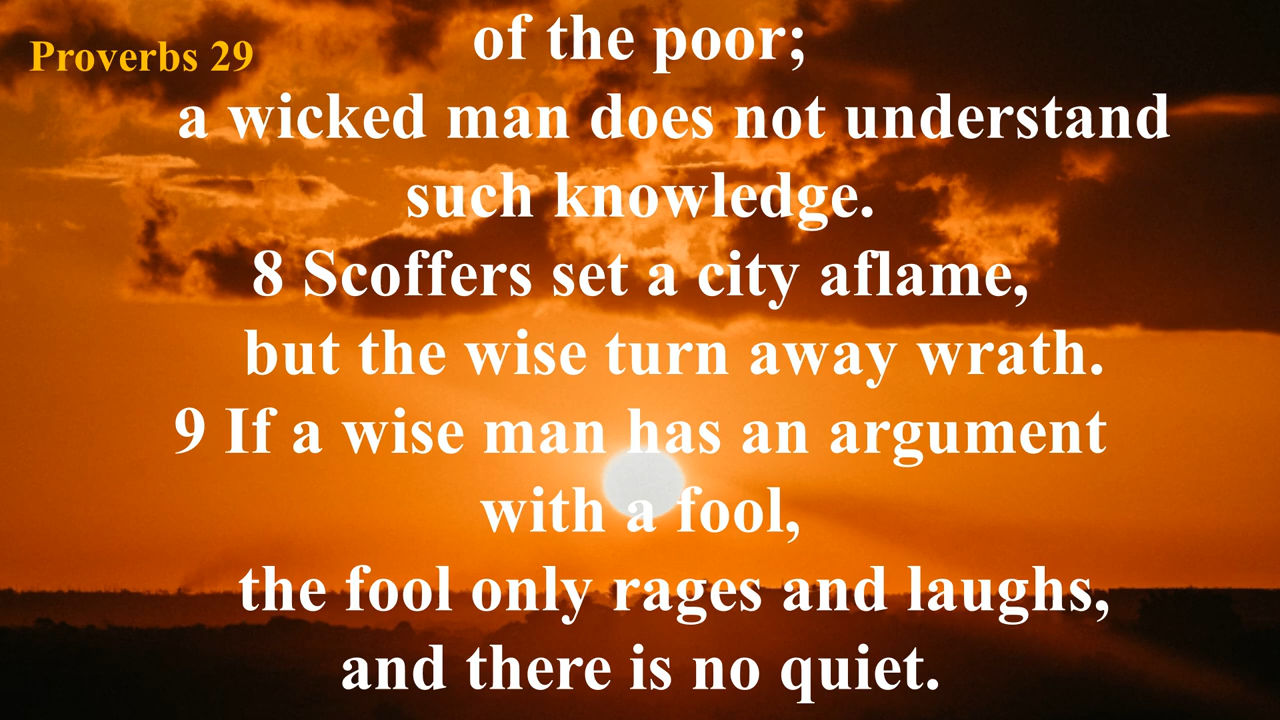 Proverbs 29
of the poor;
a wicked man does not understand
such knowledge.
8 Scoffers set a city aflame,
but the wise turn away wrath.
9 If a wise man has an argument
with a fool,
the fool only rages and laughs,
and there is no quiet.